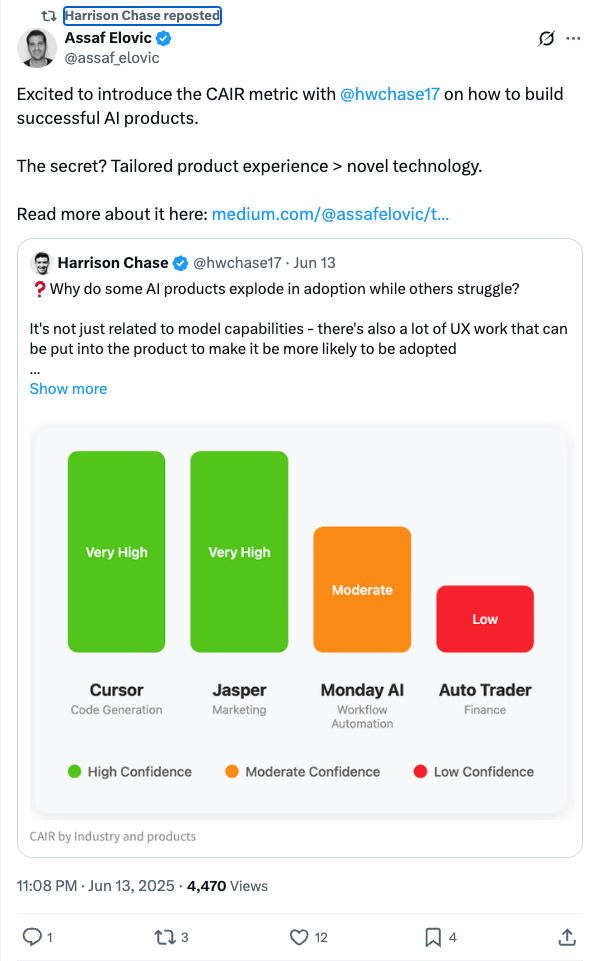 Harrison Chase reposted
Assaf Elovic
@assaf_elovic
Excited to introduce the CAIR metric with @hwchase17 on how to build
successful AI products.
The secret? Tailored product experience > novel technology.
Read more about it here: medium.com/@assafelovic/t...
Harrison Chase @hwchase17 · Jun 13
❓Why do some AI products explode in adoption while others struggle?
It's not just related to model capabilities - there's also a lot of UX work that can
be put into the product to make it be more likely to be adopted
...
Show more
Very High
Very High
Moderate
Low
Cursor
Code Generation
Jasper
Marketing
Monday AI
Workflow
Automation
Auto Trader
Finance
High Confidence
Moderate Confidence
Low Confidence
CAIR by Industry and products
11:08 PM · Jun 13, 2025 · 4,470 Views
1
3
12
4